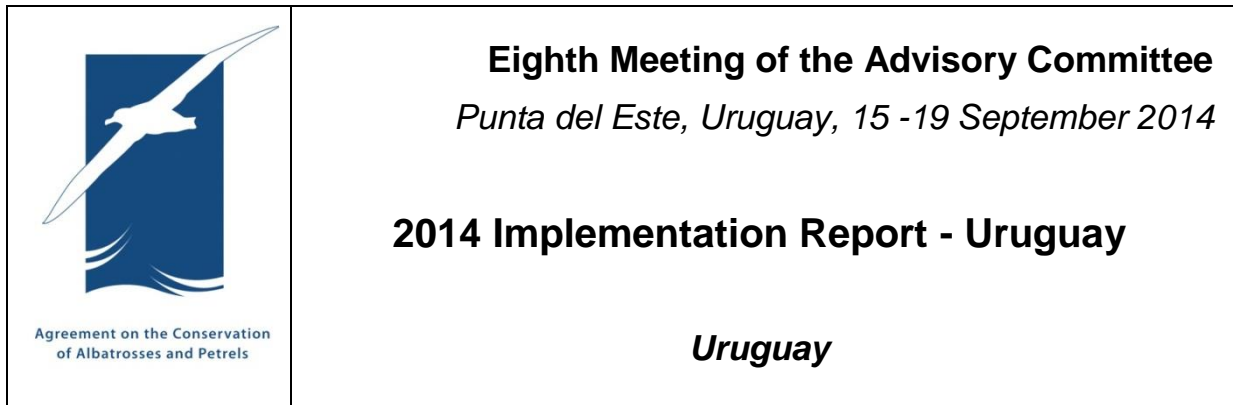 Agreement on the Conservation
of Albatrosses and Petrels
Eighth Meeting of the Advisory Committee
Punta del Este, Uruguay, 15 -19 September 2014
2014 Implementation Report - Uruguay
Uruguay